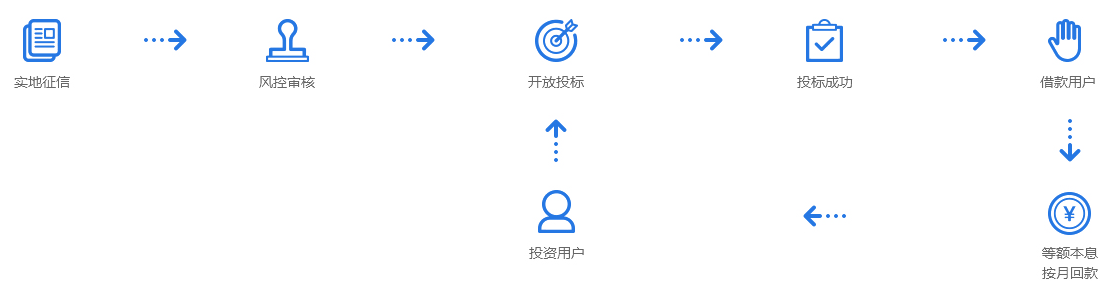 实地征信
风控审核
开放投标
投标成功
借款用户
投资用户
¥
等额本息
按月回款